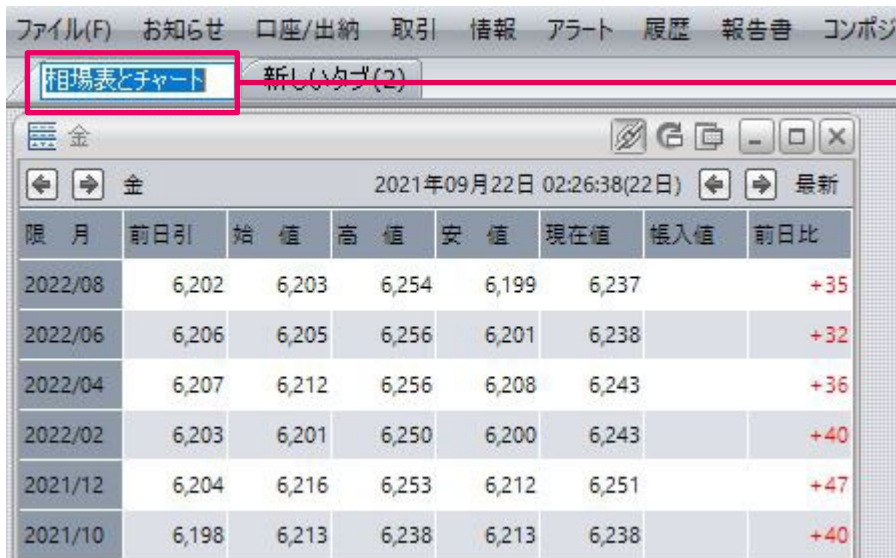 ファイル(F) お知らせ 口座/出納 取引 情報 アラート 履歴 報告書 コンポジ
相場表とチャート 新しいタブ(2)
金
金 2021年09月22日 02:26:38(22日) 最新
限 月 前日引 始 値 高 値 安 値 現在値 帳入値 前日比
2022/08 6,202 6,203 6,254 6,199 6,237 +35
2022/06 6,206 6,205 6,256 6,201 6,238 +32
2022/04 6,207 6,212 6,256 6,208 6,243 +36
2022/02 6,203 6,201 6,250 6,200 6,243 +40
2021/12 6,204 6,216 6,253 6,212 6,251 +47
2021/10 6,198 6,213 6,238 6,213 6,238 +40